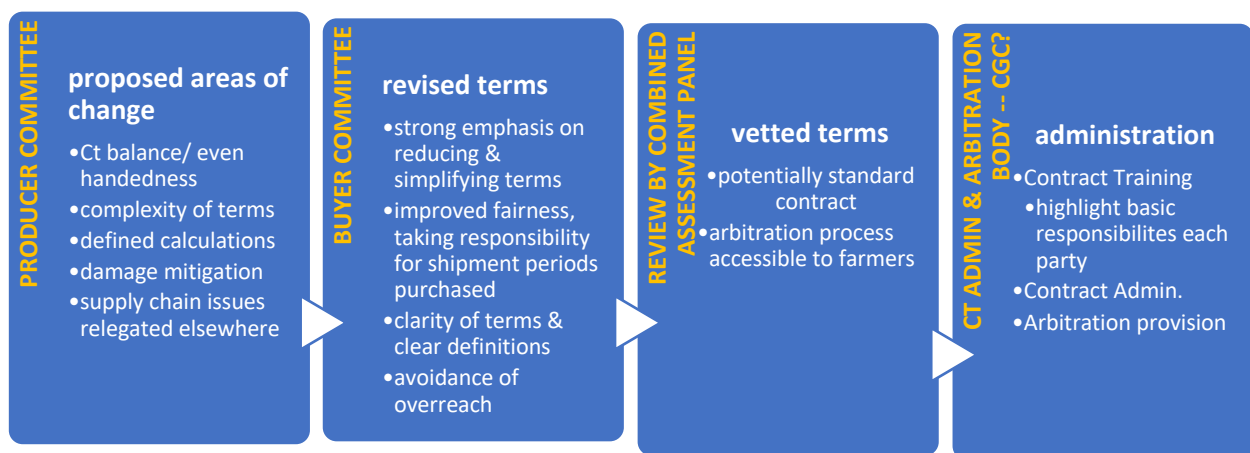 PRODUCER COMMITTEE
proposed areas of
change
•Ct balance/ even
handedness
•complexity of terms
•defined calculations
•damage mitigation
•supply chain issues
relegated elsewhere
BUYER COMMITTEE
revised terms
•strong emphasis on
reducing &
simplifying terms
•improved fairness,
taking responsibility
for shipment periods
purchased
•clarity of terms &
clear definitions
•avoidance of
overreach
REVIEW BY COMBINED
ASSESSMENT PANEL
vetted terms
•potentially standard
contract
•arbitration process
accessible to farmers
CT ADMIN & ARBITRATION
BODY -- CGC?
administration
•Contract Training
•highlight basic
responsibilites each
party
•Contract Admin.
•Arbitration provision